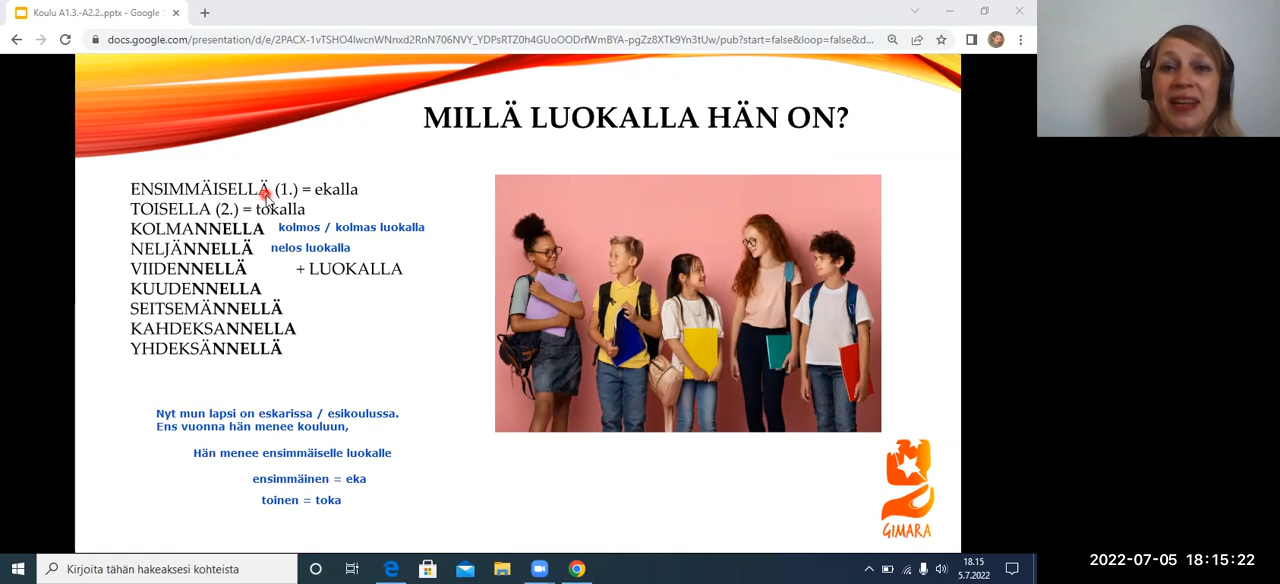 Koulu A1.3.-A2.2..pptx - Google
docs.google.com/presentation/d/e/2PACX-1vTSHO4lwcnWNnxd2RnN706NVY_YDPsRTZ0h4GUoOODrfWm8YA-pgZz8XTk9Yn3tUw/pub?start=false&loop=false&d...
MILLÄ LUOKALLA HÄN ON?
ENSIMMÄISELLÄ (1.) = ekalla
TOISELLA (2.) = tokalla
KOLMANNELLA kolmos / kolmas luokalla
NELJÄNNELLÄ nelos luokalla
VIIDENNELLÄ + LUOKALLA
KUUDENNELLA
SEITSEMÄNNELLÄ
KAHDEKSANNELLA
YHDEKSÄNNELLÄ
Nyt mun lapsi on eskarissa / esikoulussa.
Ens vuonna hän menee kouluun,
Hän menee ensimmäiselle luokalle
ensimmäinen = eka
toinen = toka
GIMARA
Kirjoita tähän hakeaksesi kohteista
18.15
5.7.2022
2022-07-05 18:15:22